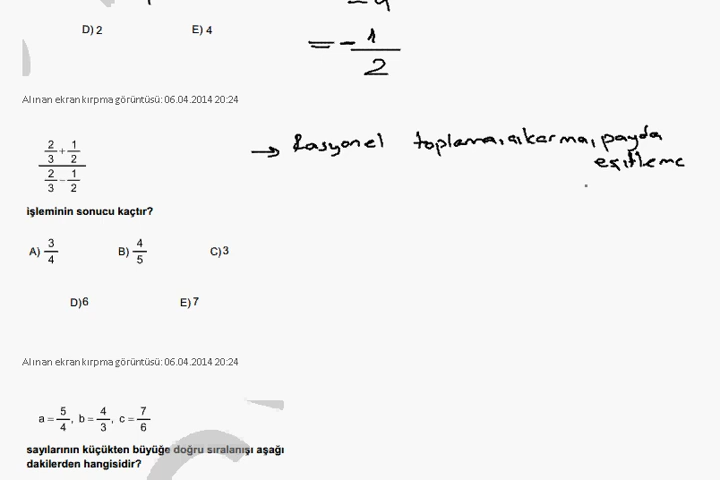 D) 2 E) 4
= - 1/2
Alınan ekran kırpma görüntüsü: 06.04.2014 20:24
2/3 + 1/2
2/3 - 1/2
→ Rasyonel toplama, çıkarma, payda
eşitleme
işleminin sonucu kaçtır?
A) 3/4 B) 4/5 C) 3
D) 6 E) 7
Alınan ekran kırpma görüntüsü: 06.04.2014 20:24
a = 5/4, b = 4/3, c = 7/6
sayılarının küçükten büyüğe doğru sıralanışı aşağı
dakilerden hangisidir?